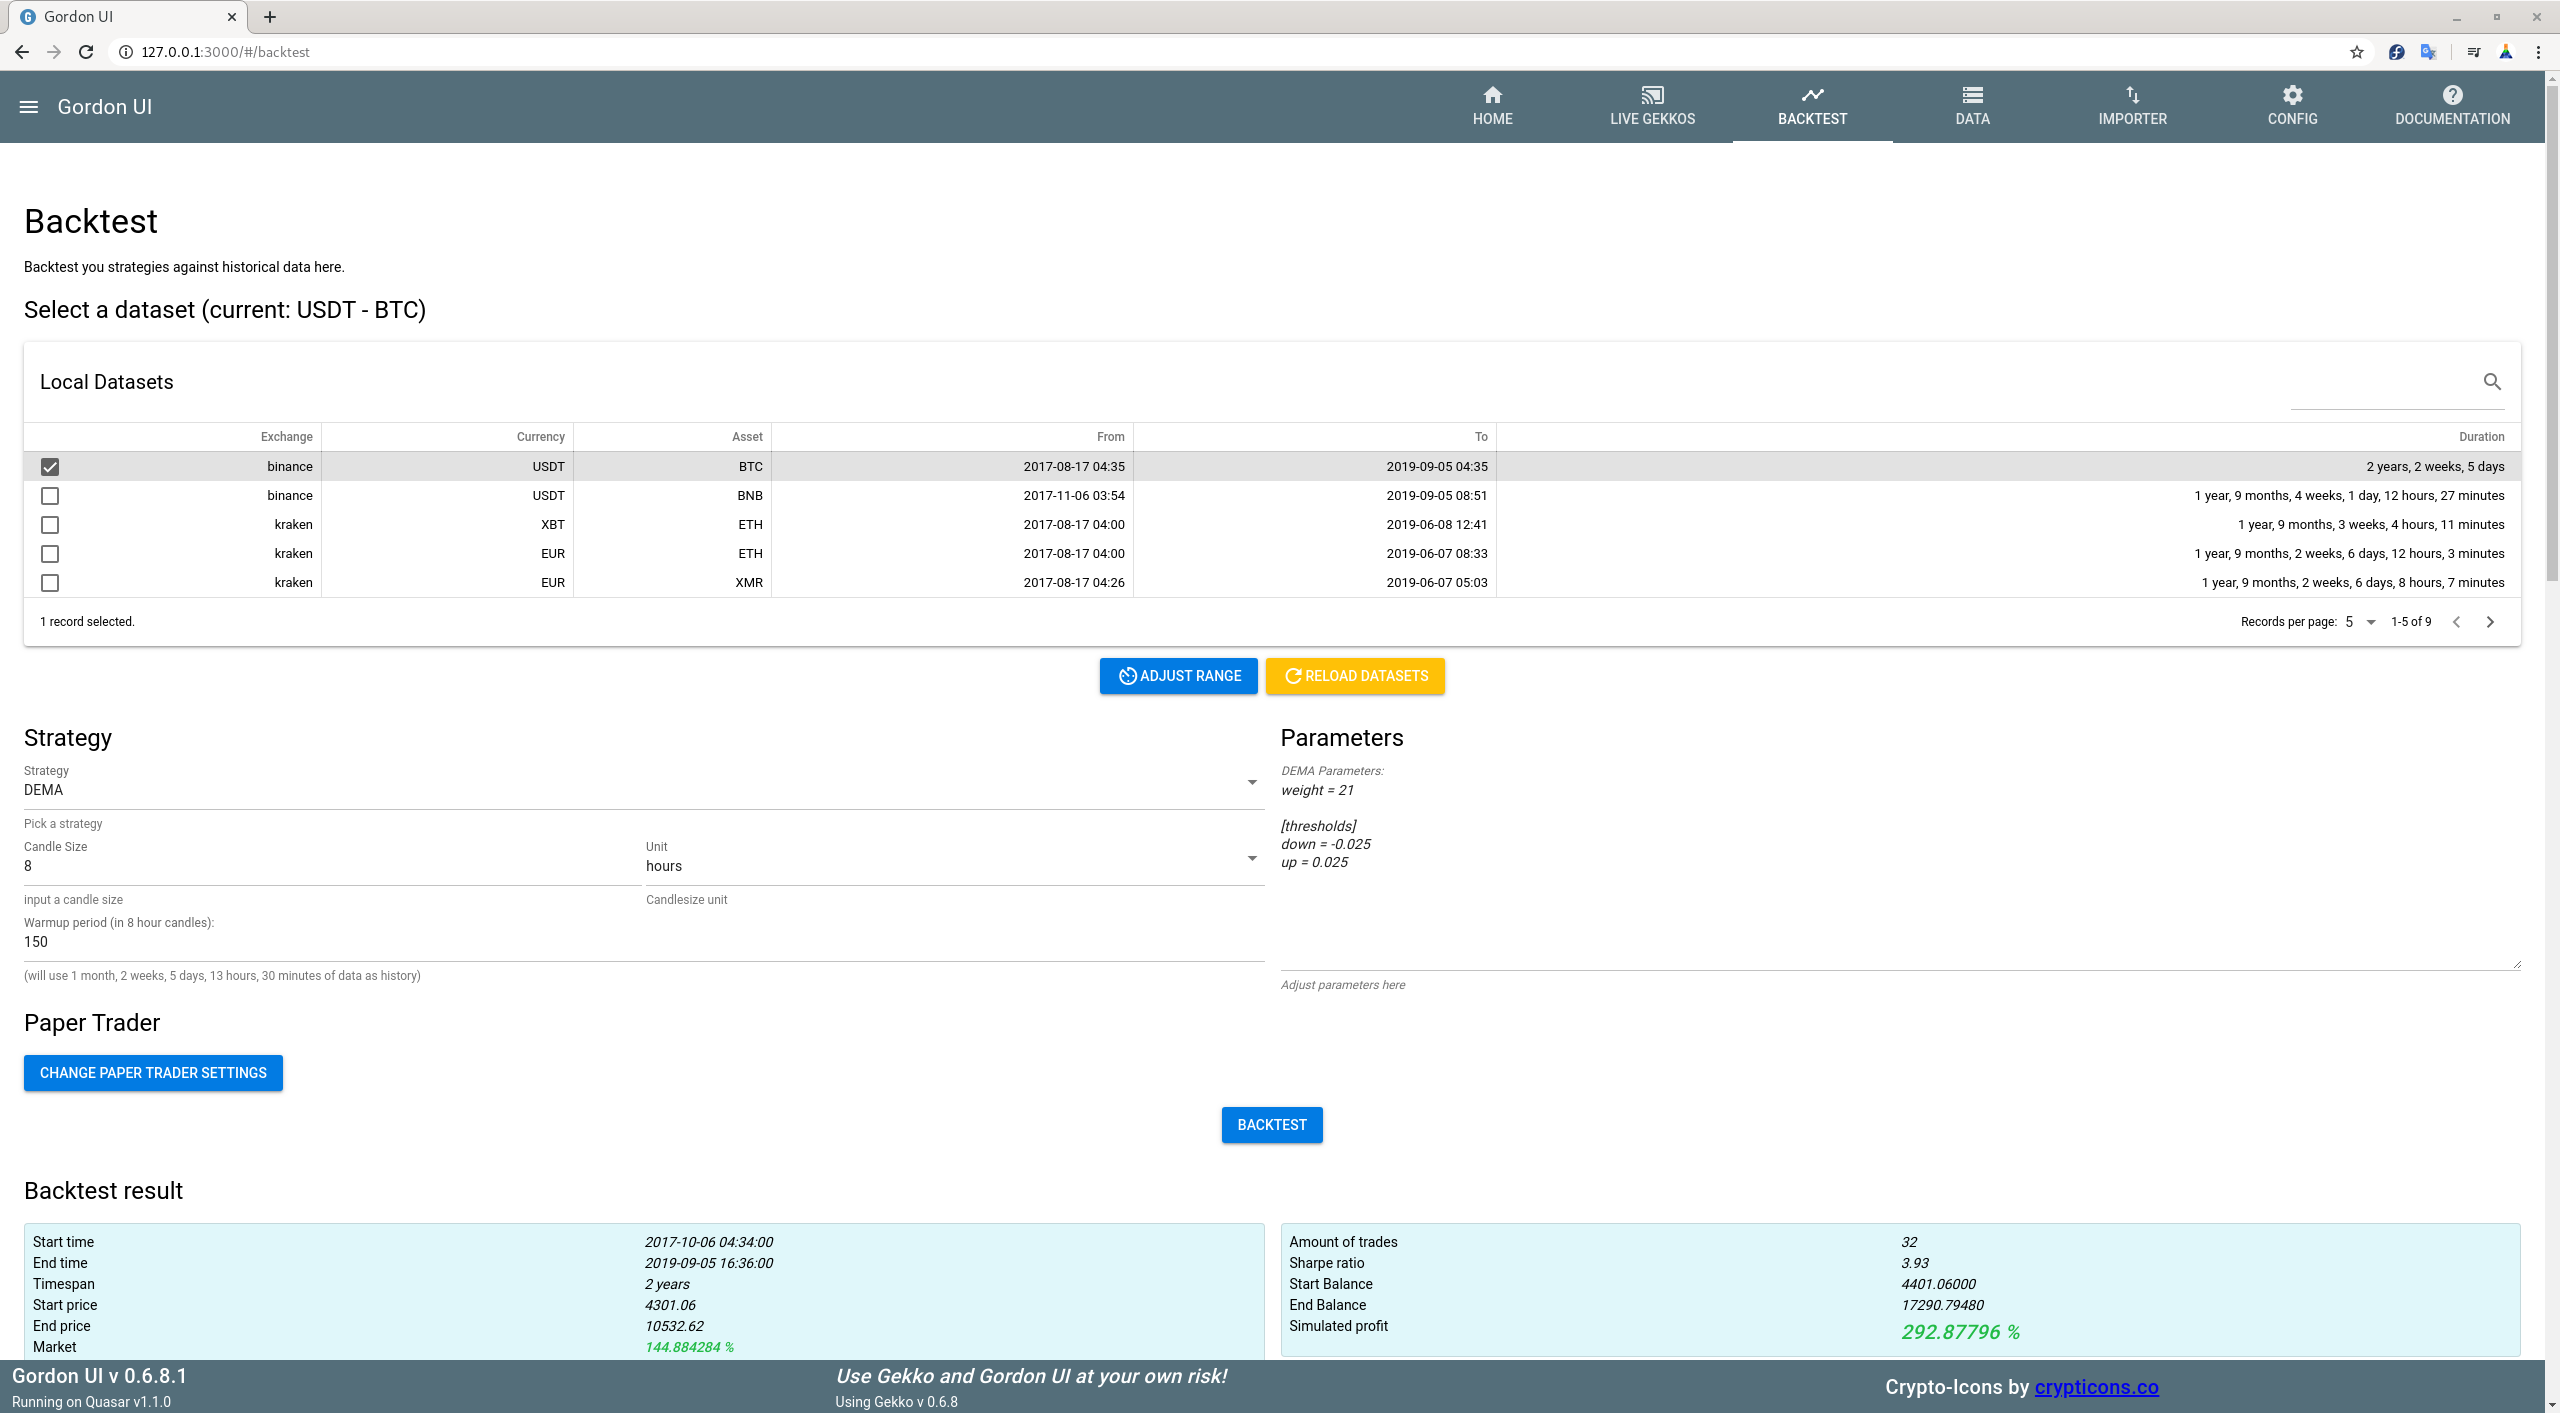 Gordon UI
127.0.0.1:3000/#/backtest
Gordon UI
HOME
LIVE GEKKOS
BACKTEST
DATA
IMPORTER
CONFIG
DOCUMENTATION
Backtest
Backtest you strategies against historical data here.
Select a dataset (current: USDT - BTC)
Local Datasets
Exchange Currency Asset From To Duration
binance USDT BTC 2017-08-17 04:35 2019-09-05 04:35 2 years, 2 weeks, 5 days
binance USDT BNB 2017-11-06 03:54 2019-09-05 08:51 1 year, 9 months, 4 weeks, 1 day, 12 hours, 27 minutes
kraken XBT ETH 2017-08-17 04:00 2019-06-08 12:41 1 year, 9 months, 3 weeks, 4 hours, 11 minutes
kraken EUR ETH 2017-08-17 04:00 2019-06-07 08:33 1 year, 9 months, 2 weeks, 6 days, 12 hours, 3 minutes
kraken EUR XMR 2017-08-17 04:26 2019-06-07 05:03 1 year, 9 months, 2 weeks, 6 days, 8 hours, 7 minutes
1 record selected.
Records per page: 5 1-5 of 9
ADJUST RANGE
RELOAD DATASETS
Strategy
Strategy
DEMA
Pick a strategy
Candle Size
8
input a candle size
Unit
hours
Candlesize unit
Warmup period (in 8 hour candles):
150
(will use 1 month, 2 weeks, 5 days, 13 hours, 30 minutes of data as history)
Parameters
DEMA Parameters:
weight = 21
[thresholds]
down = -0.025
up = 0.025
Adjust parameters here
Paper Trader
CHANGE PAPER TRADER SETTINGS
BACKTEST
Backtest result
Start time 2017-10-06 04:34:00
End time 2019-09-05 16:36:00
Timespan 2 years
Start price 4301.06
End price 10532.62
Market 144.884284 %
Amount of trades 32
Sharpe ratio 3.93
Start Balance 4401.06000
End Balance 17290.79480
Simulated profit 292.87796 %
Gordon UI v 0.6.8.1
Running on Quasar v1.1.0
Use Gekko and Gordon UI at your own risk!
Using Gekko v 0.6.8
Crypto-Icons by crypticons.co